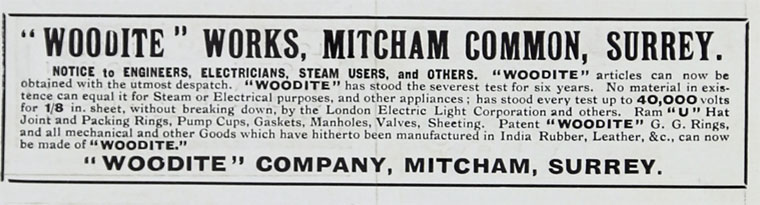 "WOODITE" WORKS, MITCHAM COMMON, SURREY.
NOTICE to ENGINEERS, ELECTRICIANS, STEAM USERS, and OTHERS. "WOODITE" articles can now be
obtained with the utmost despatch. "WOODITE" has stood the severest test for six years. No material in exis-
tence can equal it for Steam or Electrical purposes, and other appliances; has stood every test up to 40,000 volts
for 1/8 in. sheet, without breaking down, by the London Electric Light Corporation and others. Ram "U" Hat
Joint and Packing Rings, Pump Cups, Gaskets, Manholes, Valves, Sheeting. Patent "WOODITE" G. G. Rings,
and all mechanical and other Goods which have hitherto been manufactured in India Rubber, Leather, &c., can now
be made of "WOODITE."
"WOODITE" COMPANY, MITCHAM, SURREY.